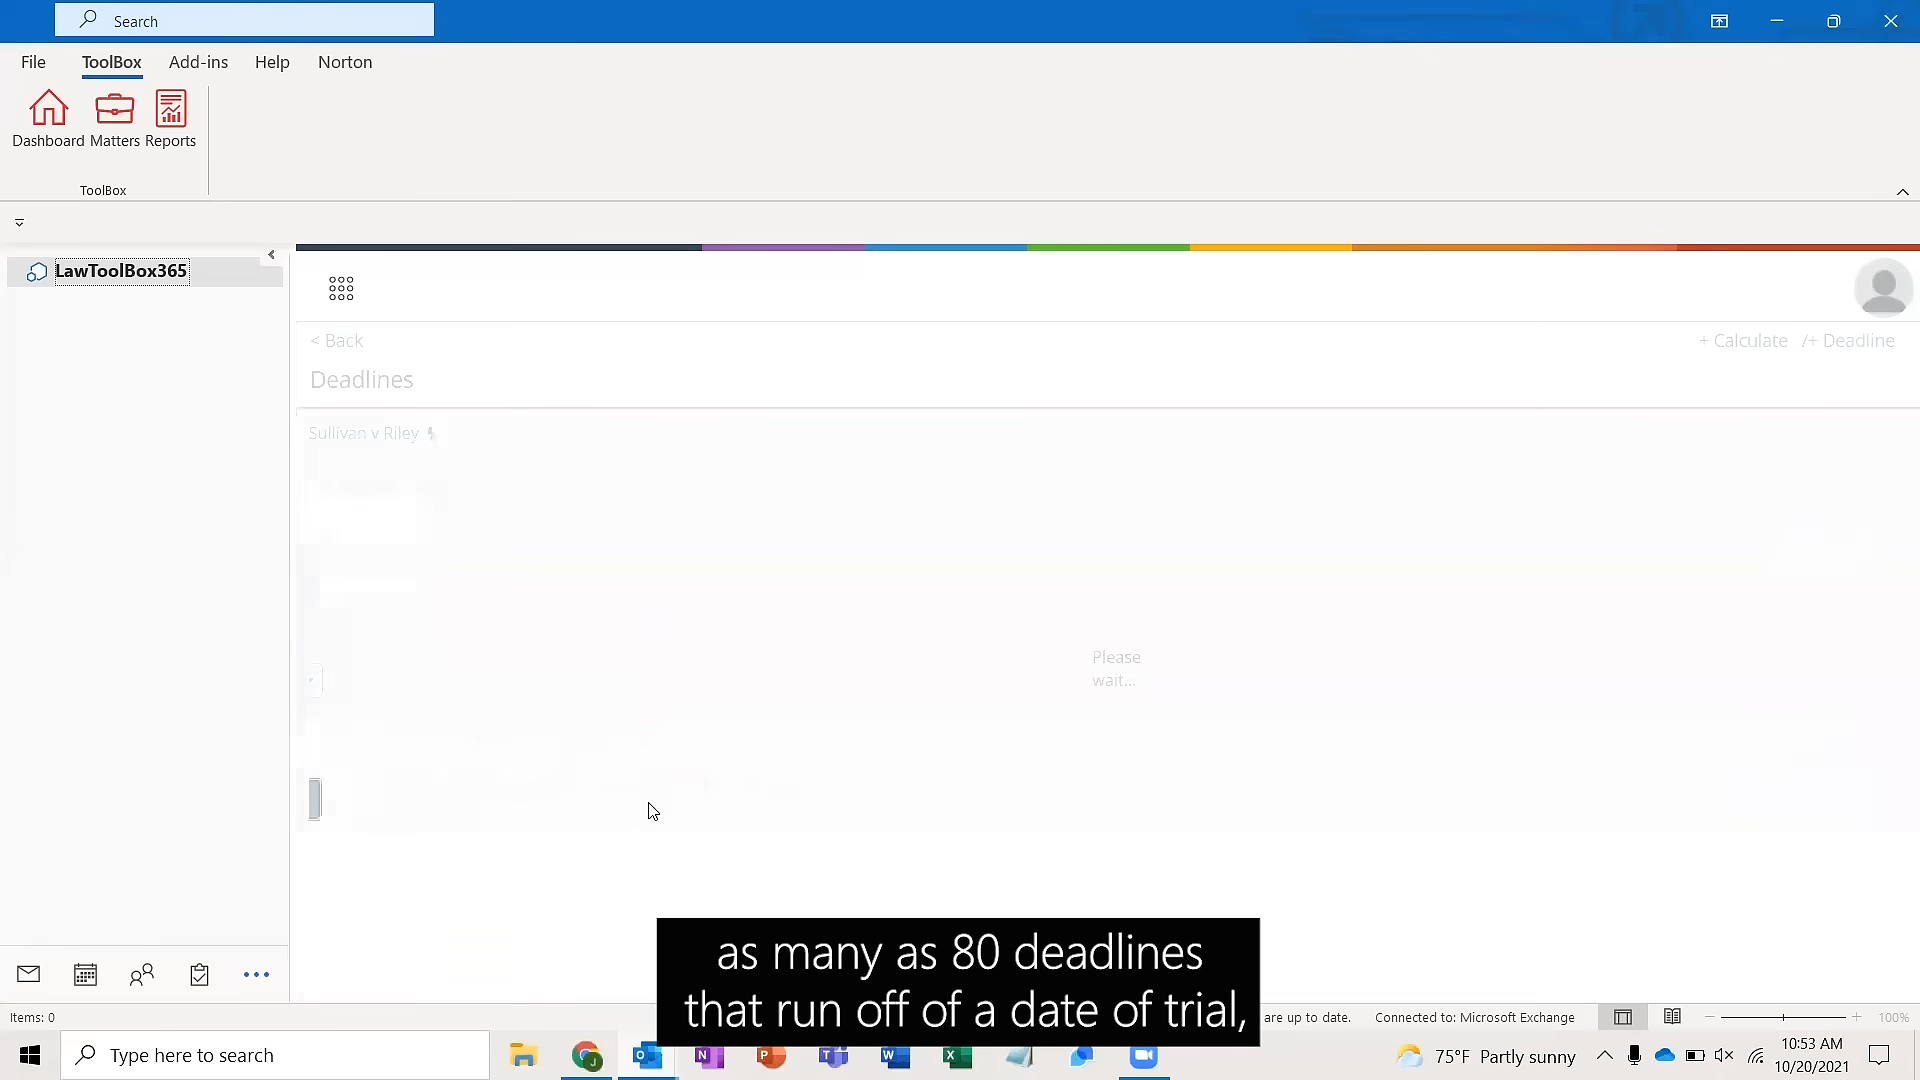 Search
File ToolBox Add-ins Help Norton
Dashboard Matters Reports
ToolBox
LawToolBox365
< Back
+ Calculate /+ Deadline
Deadlines
Sullivan v Riley
Please
wait...
as many as 80 deadlines
that run off of a date of trial,
Items: 0
are up to date. Connected to: Microsoft Exchange
100%
Type here to search
75°F Partly sunny
10:53 AM
10/20/2021